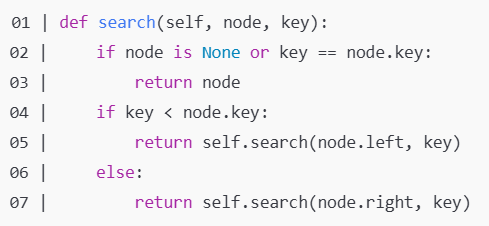 01 | def search(self, node, key):
02 |     if node is None or key == node.key:
03 |         return node
04 |     if key < node.key:
05 |         return self.search(node.left, key)
06 |     else:
07 |         return self.search(node.right, key)